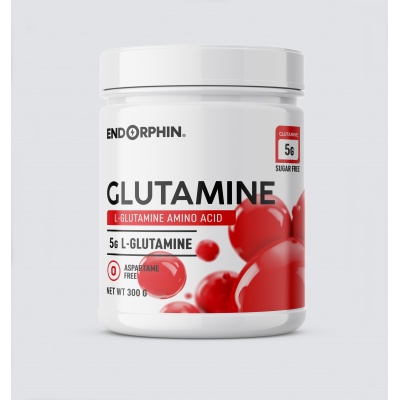 ENDORPHIN®
GLUTAMINE
5G
SUGAR FREE
GLUTAMINE
L-GLUTAMINE AMINO ACID
5G L-GLUTAMINE
0
ASPARTAME
FREE
NET WT 300 G